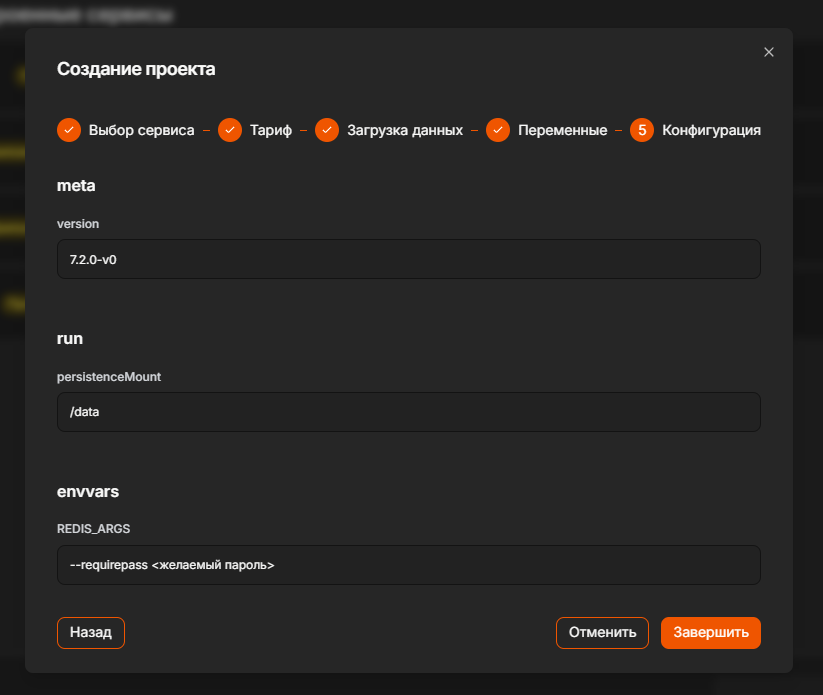 Создание проекта
Выбор сервиса – Тариф – Загрузка данных – Переменные – 5 Конфигурация
meta
version
7.2.0-v0
run
persistenceMount
/data
envvars
REDIS_ARGS
--requirepass <желаемый пароль>
Назад Отменить Завершить